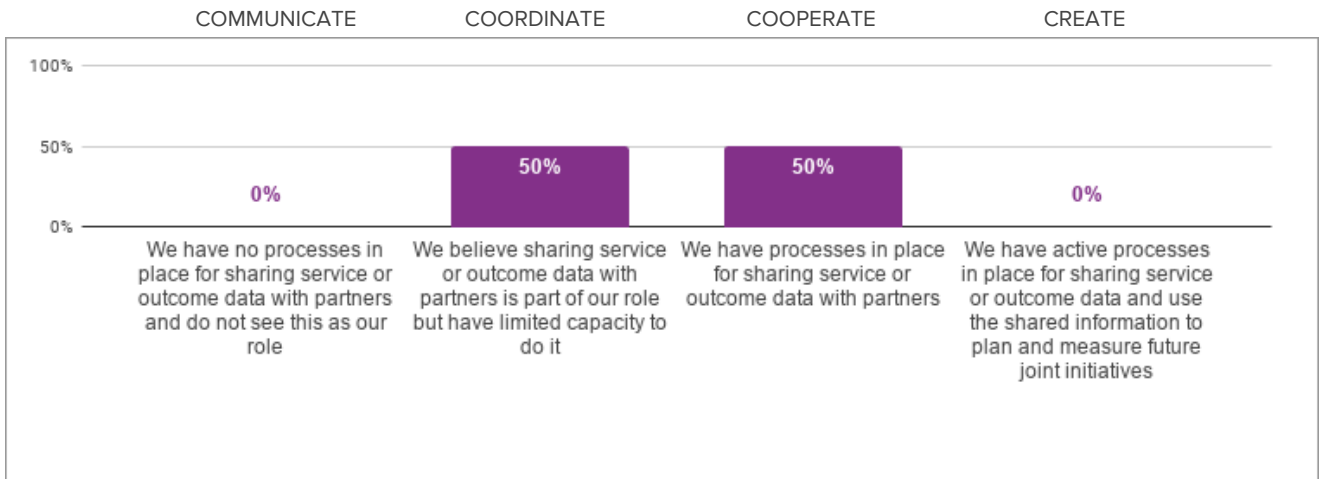 COMMUNICATE COORDINATE COOPERATE CREATE
100%
50%
0%
0%
50%
50%
0%
We have no processes in
place for sharing service or
outcome data with partners
and do not see this as our
role
We believe sharing service
or outcome data with
partners is part of our role
but have limited capacity to
do it
We have processes in place
for sharing service or
outcome data with partners
We have active processes
in place for sharing service
or outcome data and use
the shared information to
plan and measure future
joint initiatives